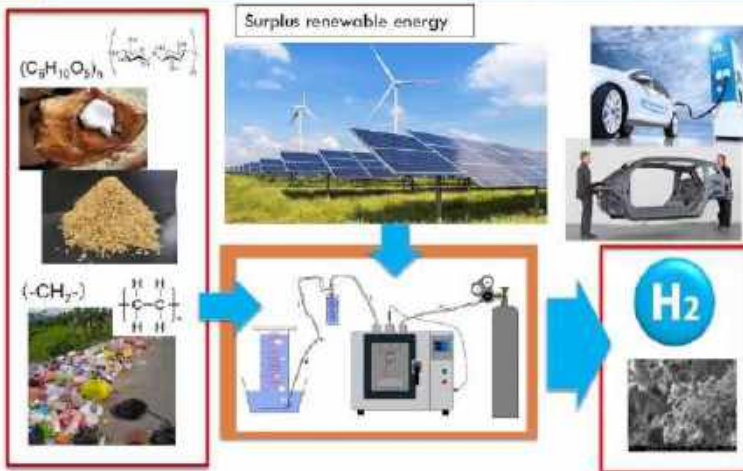 Surplus renewable energy
(C₆H₁₀O₅)ₙ
(-CH₂-)
H H
C-C
H H
n
H₂